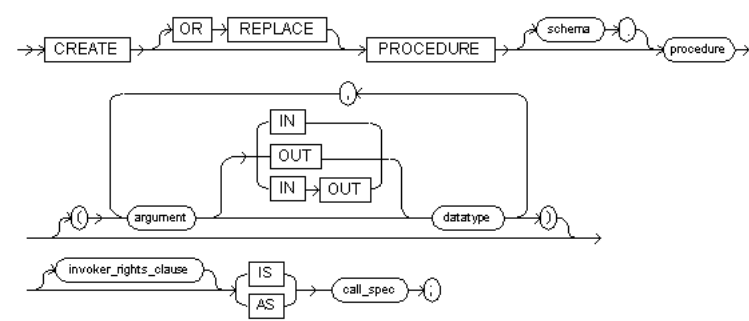 OR REPLACE
CREATE PROCEDURE schema . procedure
,
IN
OUT
IN OUT
( argument datatype )
invoker_rights_clause
IS
AS
call_spec ;